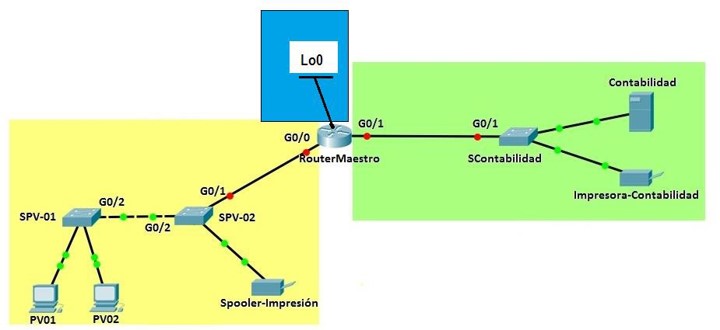 Lo0
Contabilidad
G0/1
G0/1
G0/0
RouterMaestro
SContabilidad
Impresora-Contabilidad
G0/1
SPV-01
G0/2
G0/2
SPV-02
Spooler-Impresión
PV01
PV02